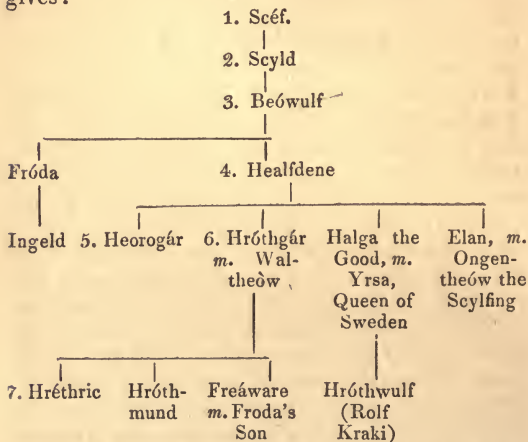 gives:
1. Scéf.
2. Scyld
3. Beówulf
Fróda 4. Healfdene
Ingeld 5. Heorogár 6. Hróthgár Halga the Elan, m.
m. Wal- Good, m. Ongen-
theòw Yrsa, theów the
Queen of Scylfing
Sweden
7. Hréthric Hróth- Freáware Hróthwulf
mund m. Froda's (Rolf
Son Kraki)